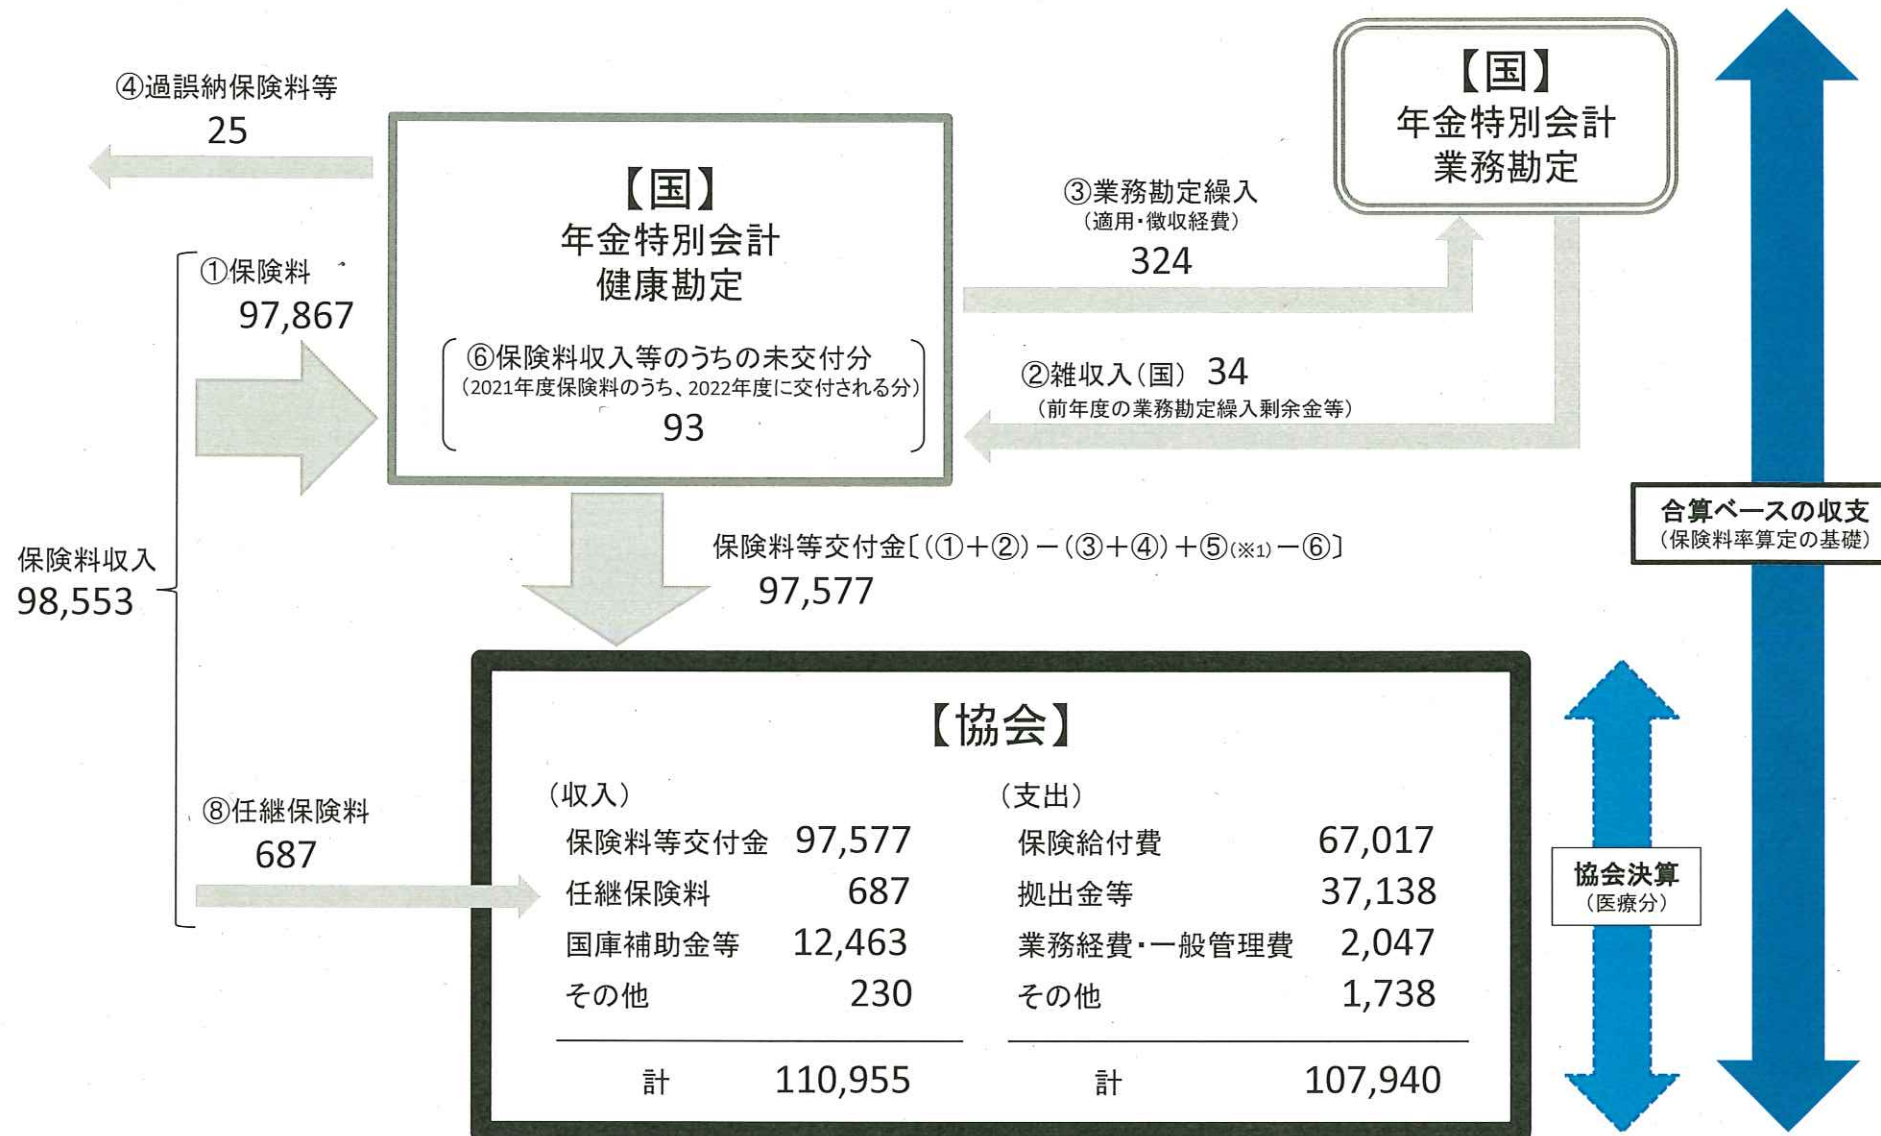 ④過誤納保険料等
25
【国】
年金特別会計
業務勘定
【国】
年金特別会計
健康勘定
⑥保険料収入等のうちの未交付分
(2021年度保険料のうち、2022年度に交付される分)
93
③業務勘定繰入
(適用・徴収経費)
324
①保険料
97,867
②雑収入(国) 34
(前年度の業務勘定繰入剰余金等)
合算ベースの収支
(保険料率算定の基礎)
保険料等交付金〔(①+②)-(③+④)+⑤(※1)-⑥〕
97,577
保険料収入
98,553
【協会】
(収入)
保険料等交付金 97,577
任継保険料 687
国庫補助金等 12,463
その他 230
計 110,955
(支出)
保険給付費 67,017
拠出金等 37,138
業務経費・一般管理費 2,047
その他 1,738
計 107,940
⑧任継保険料
687
協会決算
(医療分)